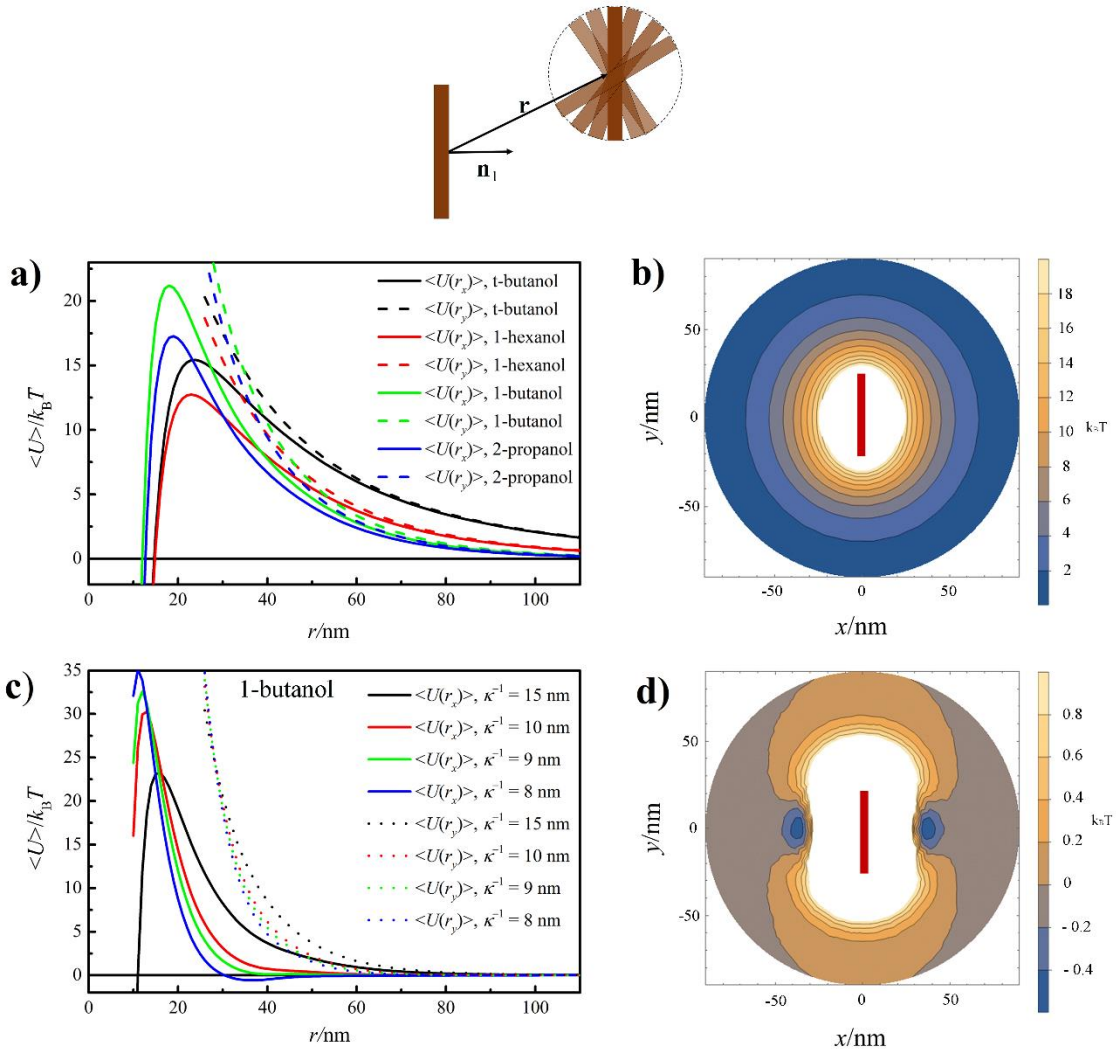 r
n1
a)
<U(rx)>, t-butanol
<U(ry)>, t-butanol
<U(rx)>, 1-hexanol
<U(ry)>, 1-hexanol
<U(rx)>, 1-butanol
<U(ry)>, 1-butanol
<U(rx)>, 2-propanol
<U(ry)>, 2-propanol
20
15
10
5
0
<U>/kBT
0 20 40 60 80 100
r/nm
b)
50
0
-50
y/nm
-50 0 50
x/nm
18
16
14
12
10 kBT
8
6
4
2
c)
1-butanol
<U(rx)>, κ-1 = 15 nm
<U(rx)>, κ-1 = 10 nm
<U(rx)>, κ-1 = 9 nm
<U(rx)>, κ-1 = 8 nm
<U(ry)>, κ-1 = 15 nm
<U(ry)>, κ-1 = 10 nm
<U(ry)>, κ-1 = 9 nm
<U(ry)>, κ-1 = 8 nm
35
30
25
20
15
10
5
0
<U>/kBT
0 20 40 60 80 100
r/nm
d)
50
0
-50
y/nm
-50 0 50
x/nm
0.8
0.6
0.4
kBT
0.2
0
- 0.2
- 0.4